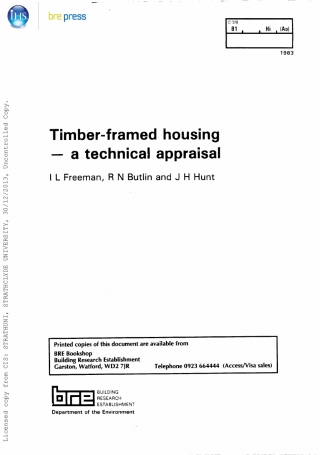 IHS
bre press
CI/SfB
81 Hi (Ao)
1983
Timber-framed housing
— a technical appraisal
I L Freeman, R N Butlin and J H Hunt
Licensed copy from CIS: STRATHUNI, STRATHCLYDE UNIVERSITY, 30/12/2013, Uncontrolled Copy.
Printed copies of this document are available from
BRE Bookshop
Building Research Establishment
Garston, Watford, WD2 7JR Telephone 0923 664444 (Access/Visa sales)
bre
BUILDING
RESEARCH
ESTABLISHMENT
Department of the Environment